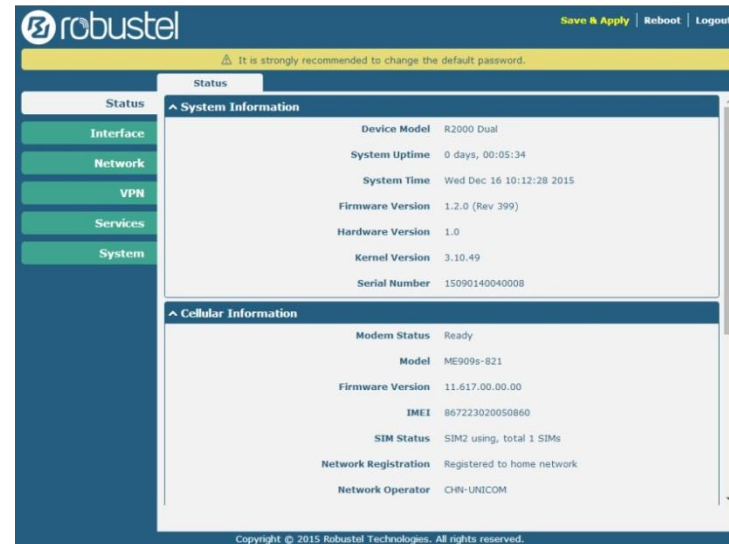 robustel
Save & Apply | Reboot | Logout
It is strongly recommended to change the default password.
Status
Status
Interface
Network
VPN
Services
System
System Information
Device Model R2000 Dual
System Uptime 0 days, 00:05:34
System Time Wed Dec 16 10:12:28 2015
Firmware Version 1.2.0 (Rev 399)
Hardware Version 1.0
Kernel Version 3.10.49
Serial Number 15090140040008
Cellular Information
Modem Status Ready
Model ME909s-821
Firmware Version 11.617.00.00.00
IMEI 867223020050860
SIM Status SIM2 using, total 1 SIMs
Network Registration Registered to home network
Network Operator CHN-UNICOM
Copyright © 2015 Robustel Technologies. All rights reserved.